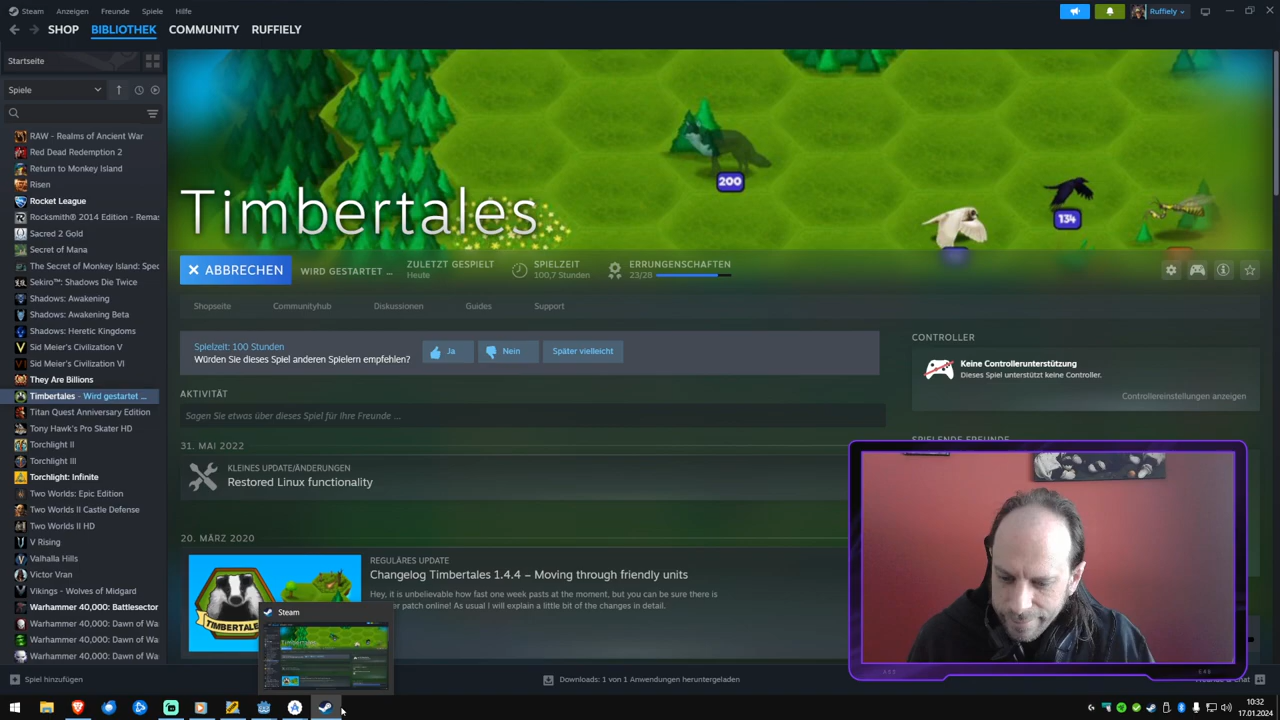 Steam Anzeigen Freunde Spiele Hilfe
Ruffiely
SHOP BIBLIOTHEK COMMUNITY RUFFIELY
Startseite
Spiele
RAW - Realms of Ancient War
Red Dead Redemption 2
Return to Monkey Island
Risen
Rocket League
Rocksmith® 2014 Edition - Remas
Sacred 2 Gold
Secret of Mana
The Secret of Monkey Island: Spec
Sekiro™: Shadows Die Twice
Shadows: Awakening
Shadows: Awakening Beta
Shadows: Heretic Kingdoms
Sid Meier's Civilization V
Sid Meier's Civilization VI
They Are Billions
Timbertales - Wird gestartet ...
Titan Quest Anniversary Edition
Tony Hawk's Pro Skater HD
Torchlight II
Torchlight III
Torchlight: Infinite
Two Worlds: Epic Edition
Two Worlds II Castle Defense
Two Worlds II HD
V Rising
Valhalla Hills
Victor Vran
Vikings - Wolves of Midgard
Warhammer 40,000: Battlesector
Warhammer 40,000: Dawn of Wa
Warhammer 40,000: Dawn of Wa
Warhammer 40,000: Dawn of Wa
Spiel hinzufügen
200
134
Timbertales
ABBRECHEN
WIRD GESTARTET ...
ZULETZT GESPIELT
Heute
SPIELZEIT
100,7 Stunden
ERRUNGENSCHAFTEN
23/28
Shopseite Communityhub Diskussionen Guides Support
Spielzeit: 100 Stunden
Würden Sie dieses Spiel anderen Spielern empfehlen?
Ja
Nein
Später vielleicht
AKTIVITÄT
Sagen Sie etwas über dieses Spiel für Ihre Freunde ...
31. MAI 2022
KLEINES UPDATE/ÄNDERUNGEN
Restored Linux functionality
20. MÄRZ 2020
REGULÄRES UPDATE
Changelog Timbertales 1.4.4 – Moving through friendly units
Hey, it is unbelievable how fast one week pasts at the moment, but you can be sure there is
er patch online! As usual I will explain a little bit of the changes in detail.
TIMBERTALE
Steam
CONTROLLER
Keine Controllerunterstützung
Dieses Spiel unterstützt keine Controller.
Controllereinstellungen anzeigen
SPIELENDE FREUNDE
Downloads: 1 von 1 Anwendungen heruntergeladen
10:32
17.01.2024